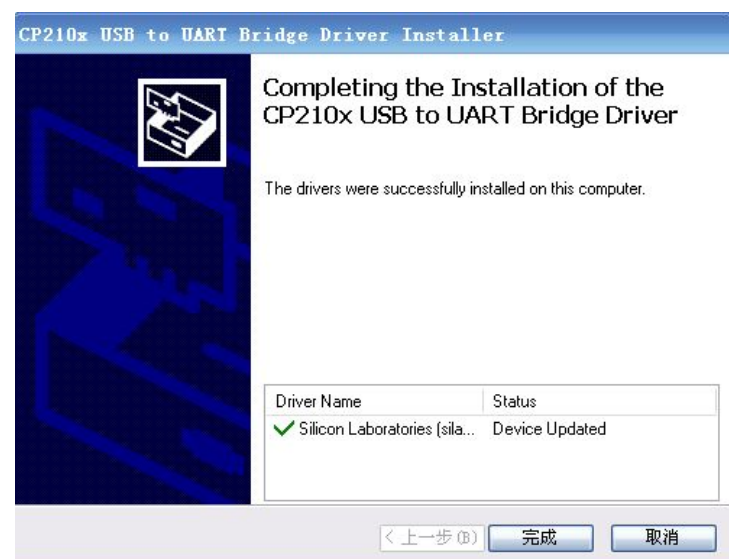 CP210x USB to UART Bridge Driver Installer
Completing the Installation of the
CP210x USB to UART Bridge Driver
The drivers were successfully installed on this computer.
Driver Name Status
Silicon Laboratories (sila... Device Updated
< 上一步(B) 完成 取消